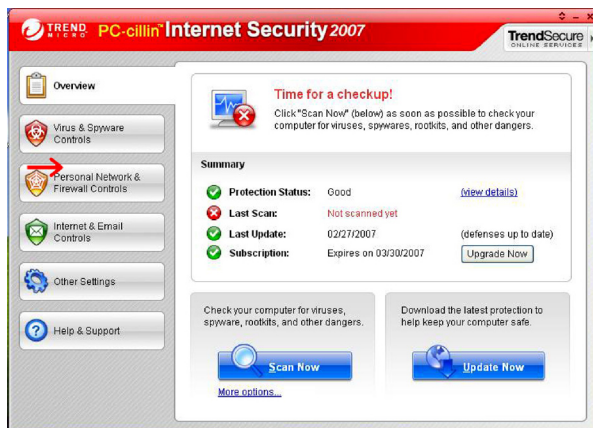 TREND MICRO PC-cillin™ Internet Security 2007
TrendSecure
ONLINE SERVICES
Overview
Virus & Spyware
Controls
Personal Network &
Firewall Controls
Internet & Email
Controls
Other Settings
Help & Support
Time for a checkup!
Click "Scan Now" (below) as soon as possible to check your
computer for viruses, spywares, rootkits, and other dangers.
Summary
Protection Status: Good (view details)
Last Scan: Not scanned yet
Last Update: 02/27/2007 (defenses up to date)
Subscription: Expires on 03/30/2007 Upgrade Now
Check your computer for viruses,
spyware, rootkits, and other dangers.
Scan Now
More options...
Download the latest protection to
help keep your computer safe.
Update Now